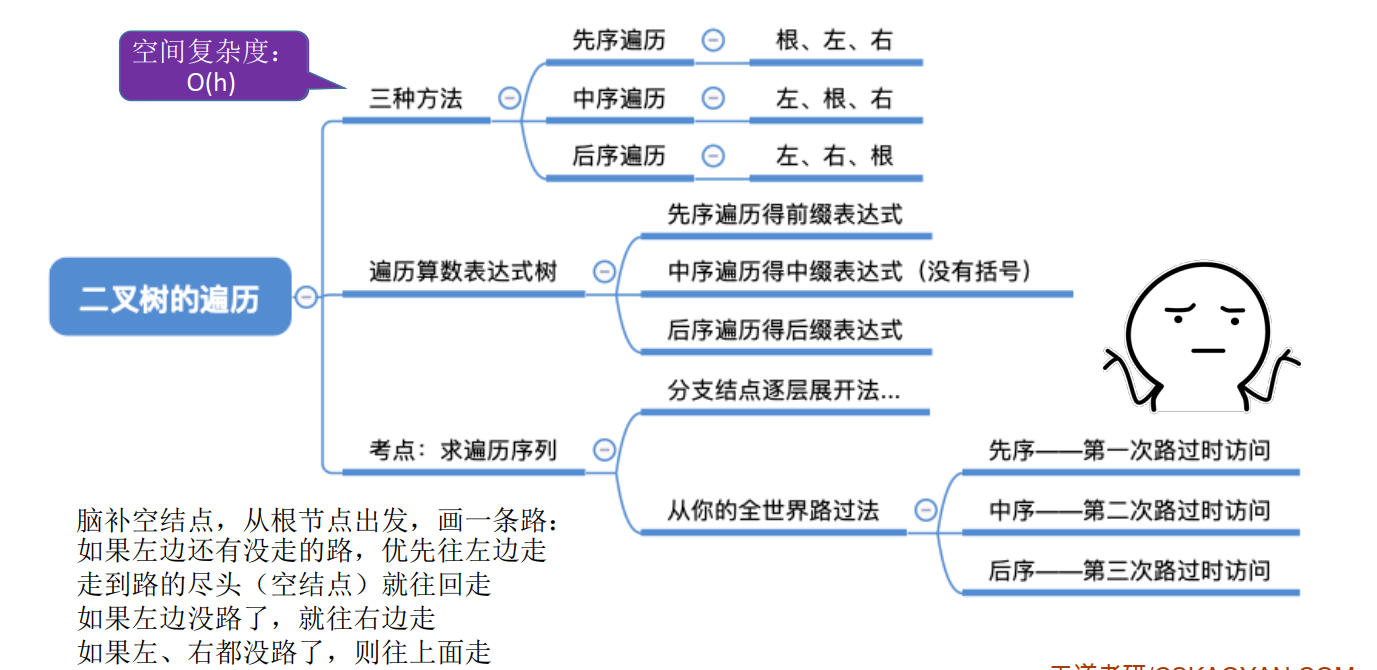 空间复杂度：
O(h)
三种方法
先序遍历
根、左、右
中序遍历
左、根、右
后序遍历
左、右、根
二叉树的遍历
遍历算数表达式树
先序遍历得前缀表达式
中序遍历得中缀表达式（没有括号）
后序遍历得后缀表达式
考点：求遍历序列
分支结点逐层展开法...
从你的全世界路过法
先序——第一次路过时访问
中序——第二次路过时访问
后序——第三次路过时访问
脑补空结点，从根节点出发，画一条路：
如果左边还有没走的路，优先往左边走
走到路的尽头（空结点）就往回走
如果左边没路了，就往右边走
如果左、右都没路了，则往上面走